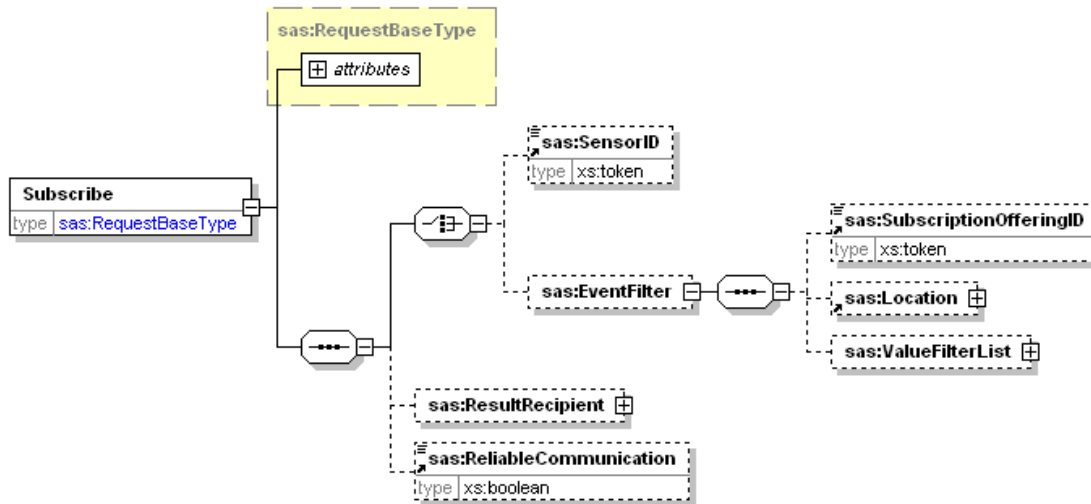 sas:RequestBaseType
attributes
sas:SensorID
type xs:token
Subscribe
type sas:RequestBaseType
sas:SubscriptionOfferingID
type xs:token
sas:EventFilter
sas:Location
sas:ValueFilterList
sas:ResultRecipient
sas:ReliableCommunication
type xs:boolean